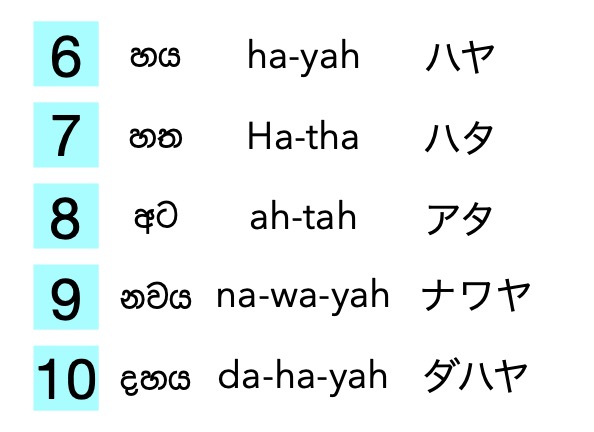 6 හය ha-yah ハヤ
7 හත Ha-tha ハタ
8 අට ah-tah アタ
9 නවය na-wa-yah ナワヤ
10 දහය da-ha-yah ダハヤ